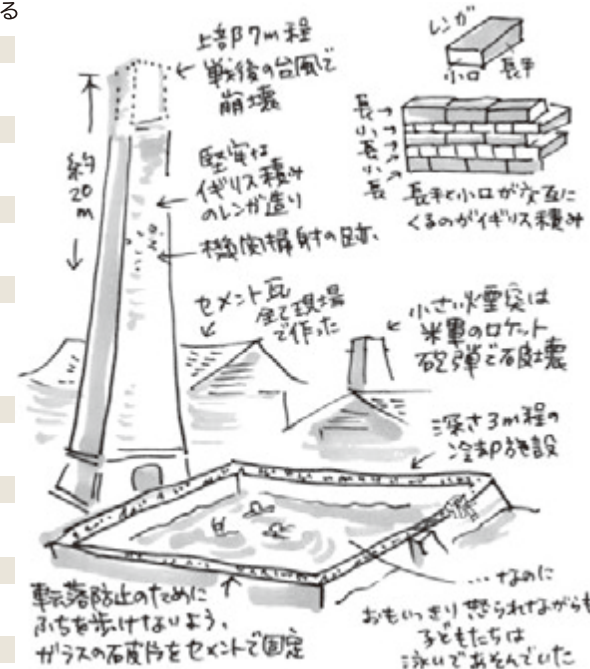 る
上部7m程
戦後の台風で
崩壊
レンガ
小口
長手
長
小
長
小
長
長手と小口が交互に
くるのがイギリス積み
約20m
堅牢な
イギリス積み
のレンガ造り
機関掃射の跡、
セメント瓦
全て現場
で作った
小さい煙突は
米軍のロケット
砲弾で破壊
深さ3m程の
冷却施設
転落防止のために
ふちを歩けないよう、
ガラスの破片をセメントで固定
…なのに
おもいっきり怒られながらも
子どもたちは
泳いであそんでいた